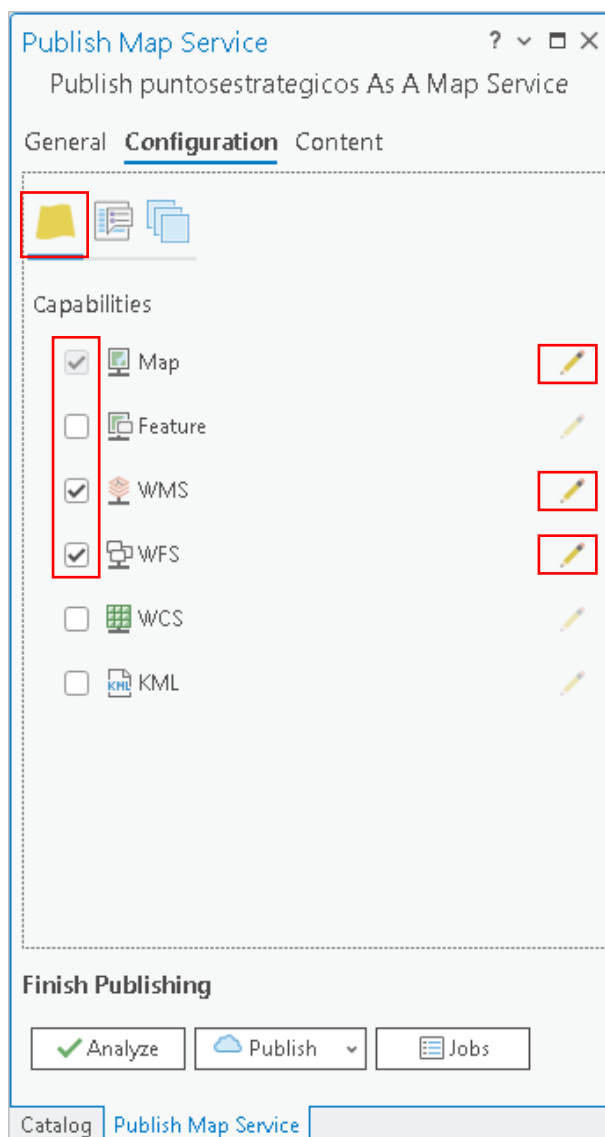 Publish Map Service ?
Publish puntosestrategicos As A Map Service
General Configuration Content
Capabilities
Map
Feature
WMS
WFS
WCS
KML KML
Finish Publishing
Analyze Publish Jobs
Catalog Publish Map Service